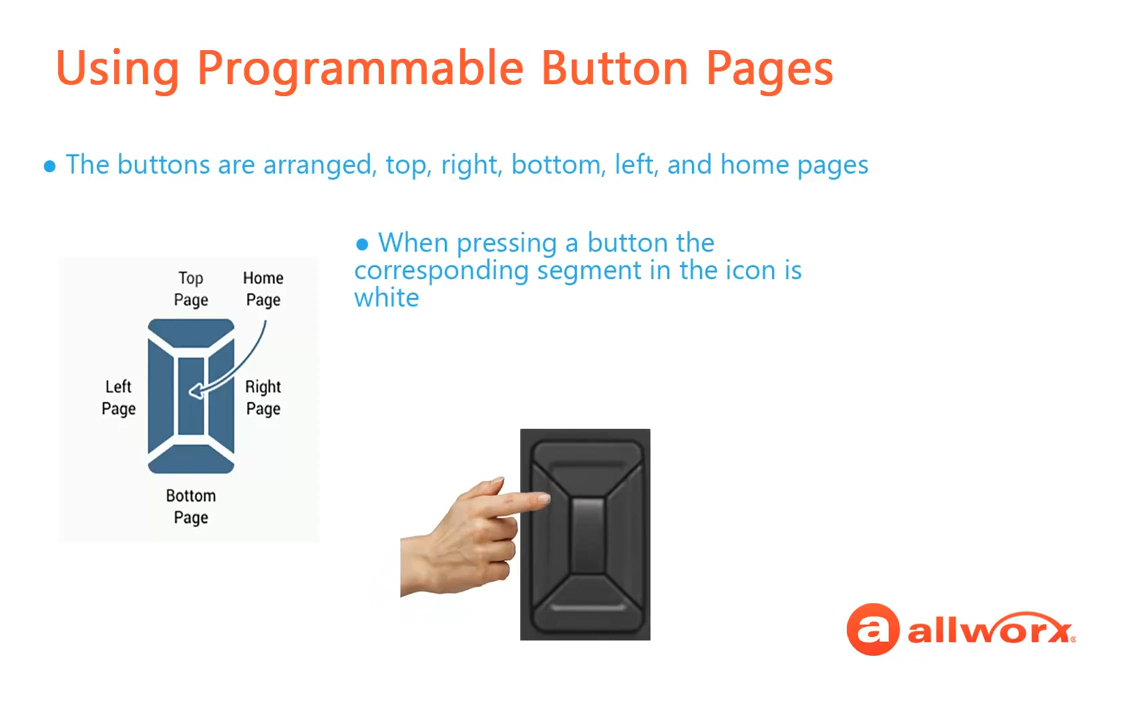 Using Programmable Button Pages
● The buttons are arranged, top, right, bottom, left, and home pages
● When pressing a button the
corresponding segment in the icon is
white
Top
Page
Home
Page
Left
Page
Right
Page
Bottom
Page
a allworx